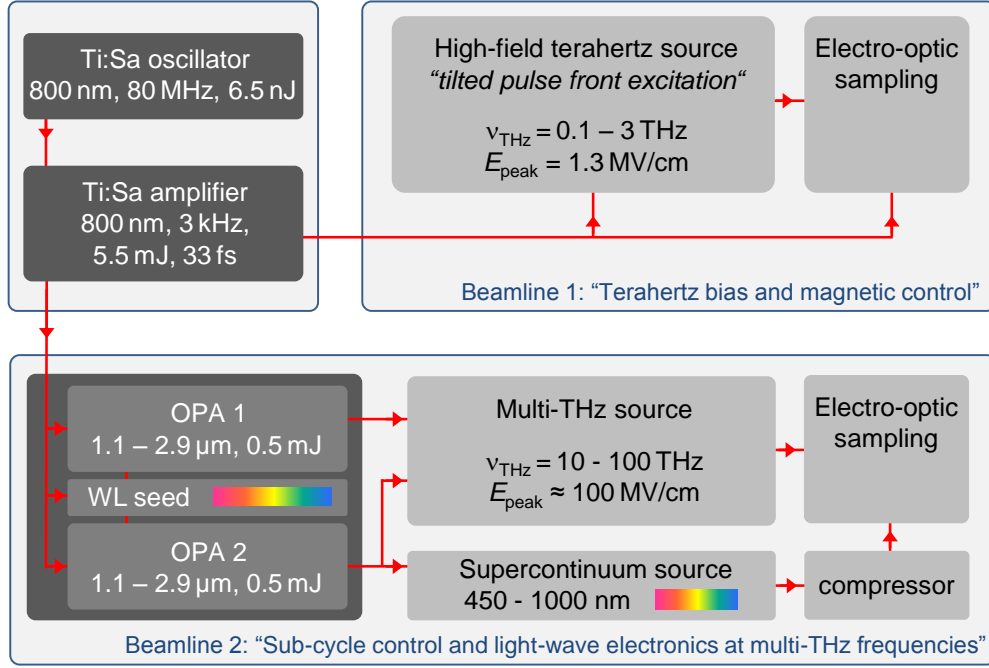 Ti:Sa oscillator
800 nm, 80 MHz, 6.5 nJ
Ti:Sa amplifier
800 nm, 3 kHz,
5.5 mJ, 33 fs
High-field terahertz source
“tilted pulse front excitation“
νTHz = 0.1 – 3 THz
Epeak = 1.3 MV/cm
Electro-optic
sampling
Beamline 1: “Terahertz bias and magnetic control”
OPA 1
1.1 – 2.9 µm, 0.5 mJ
WL seed
OPA 2
1.1 – 2.9 µm, 0.5 mJ
Multi-THz source
νTHz = 10 - 100 THz
Epeak ≈ 100 MV/cm
Supercontinuum source
450 - 1000 nm
Electro-optic
sampling
compressor
Beamline 2: “Sub-cycle control and light-wave electronics at multi-THz frequencies”